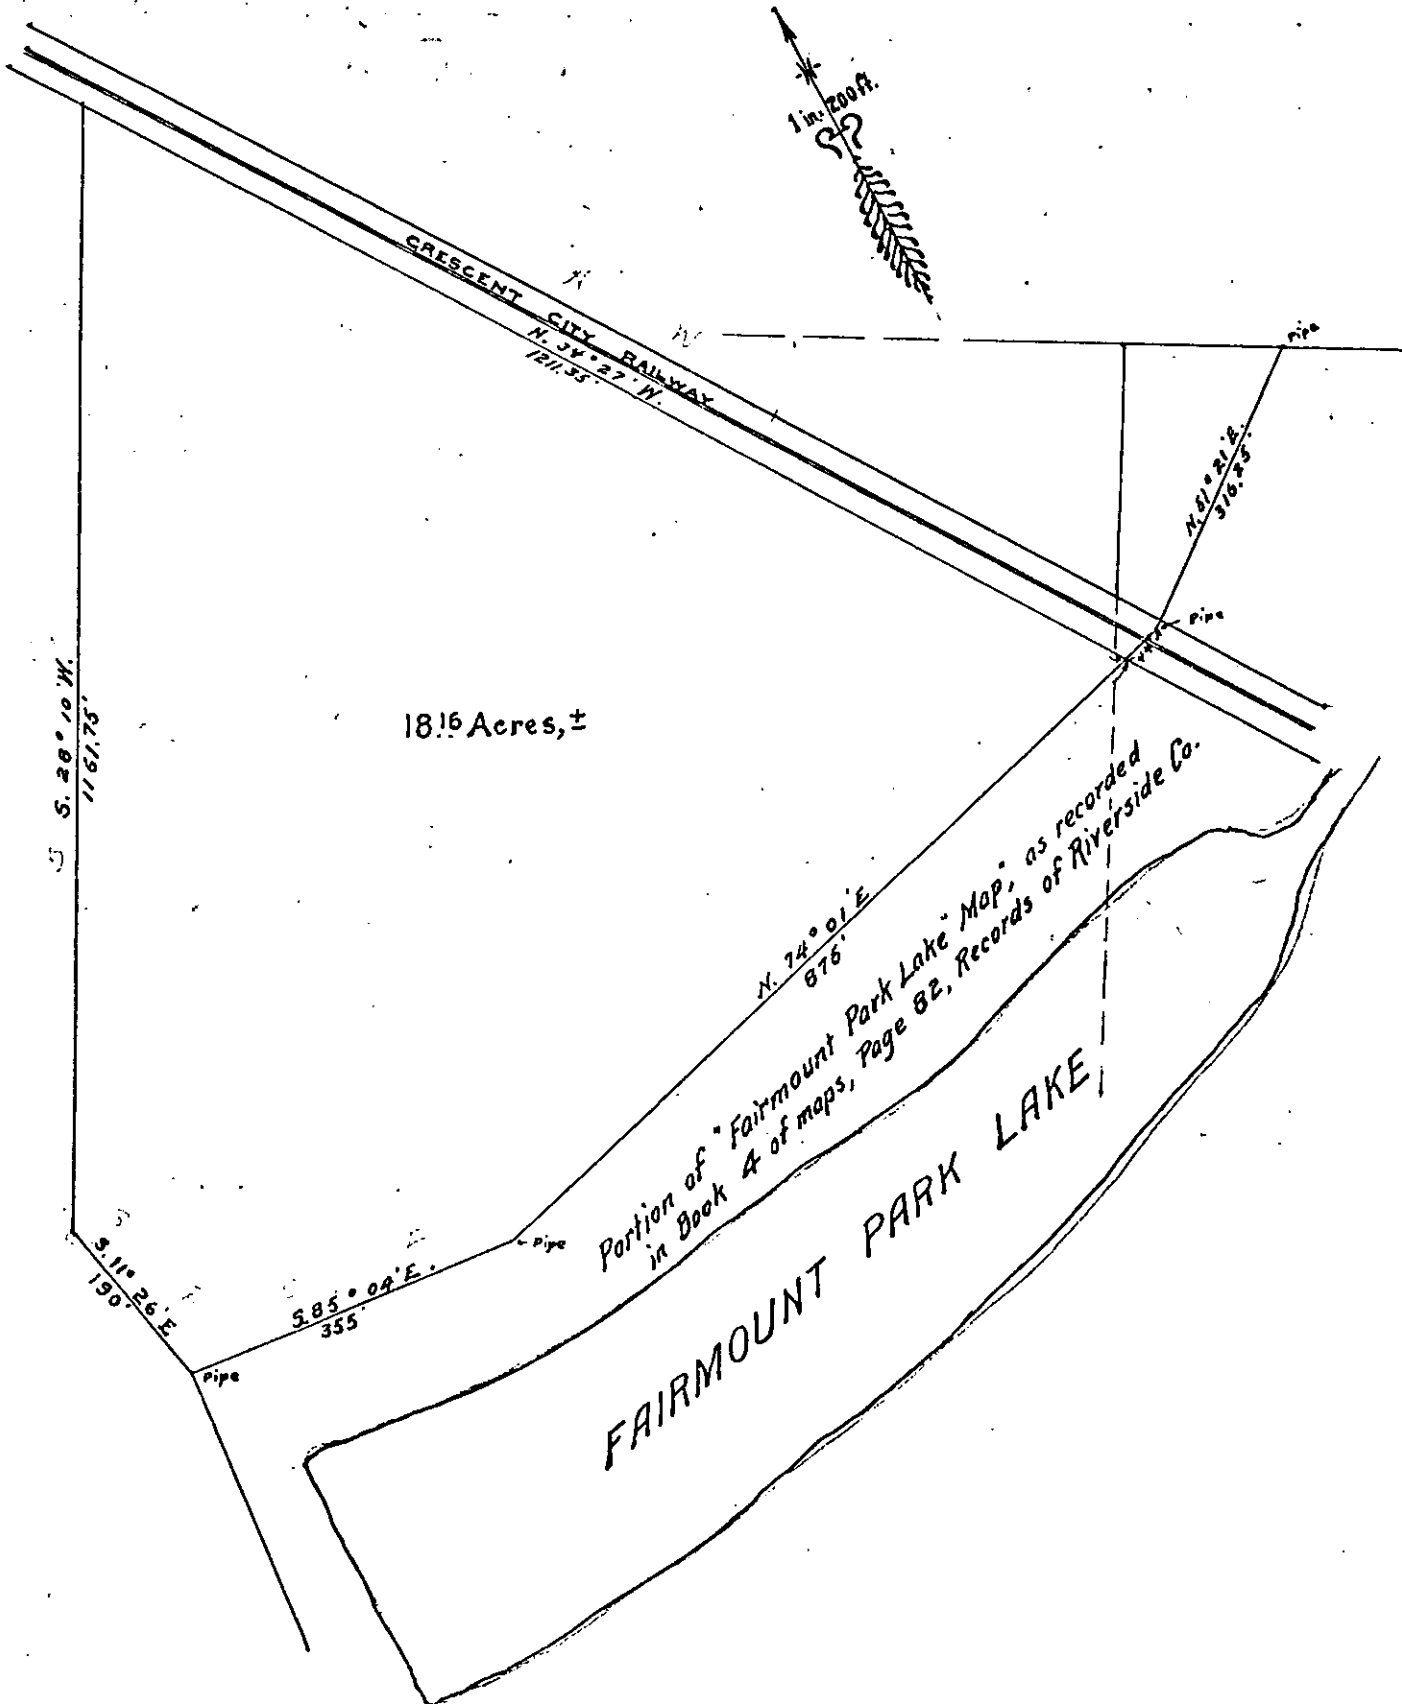 1 in. 200 ft.
CRESCENT CITY RAILWAY
N. 34° 27' W.
1211.35'
Pipe
N. 51° 21' E.
316.25'
Pipe
S. 28° 10' W.
1161.75'
18.16 Acres, ±
N. 74° 01' E
876'
Portion of "Fairmount Park Lake" Map, as recorded
in Book 4 of maps, Page 82, Records of Riverside Co.
Pipe
S. 11° 26' E
190'
S. 85° 04' E.
355'
Pipe
FAIRMOUNT PARK LAKE